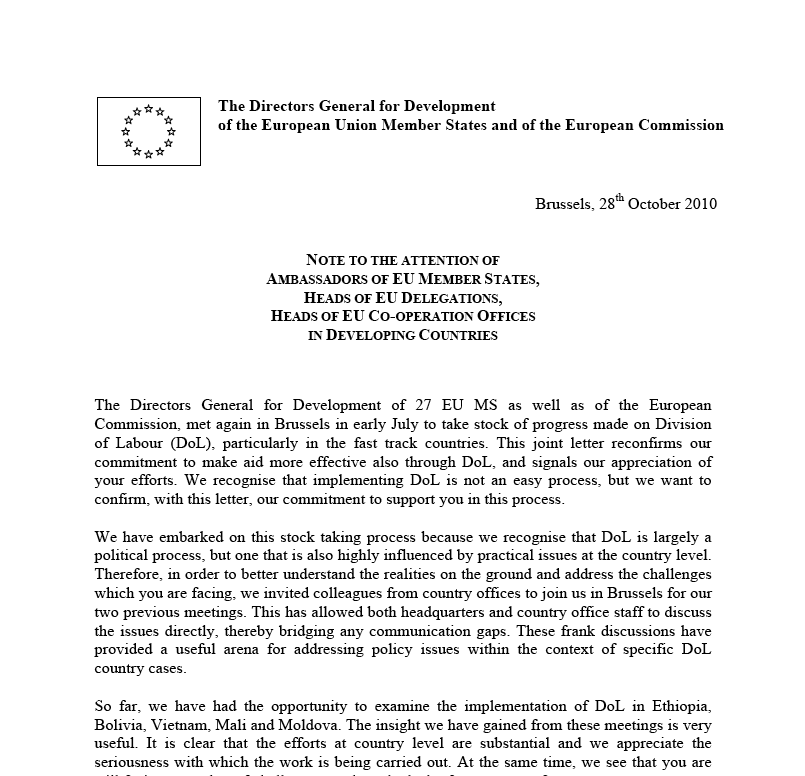 The Directors General for Development
of the European Union Member States and of the European Commission
Brussels, 28th October 2010
NOTE TO THE ATTENTION OF
AMBASSADORS OF EU MEMBER STATES,
HEADS OF EU DELEGATIONS,
HEADS OF EU CO-OPERATION OFFICES
IN DEVELOPING COUNTRIES
The Directors General for Development of 27 EU MS as well as of the European
Commission, met again in Brussels in early July to take stock of progress made on Division
of Labour (DoL), particularly in the fast track countries. This joint letter reconfirms our
commitment to make aid more effective also through DoL, and signals our appreciation of
your efforts. We recognise that implementing DoL is not an easy process, but we want to
confirm, with this letter, our commitment to support you in this process.
We have embarked on this stock taking process because we recognise that DoL is largely a
political process, but one that is also highly influenced by practical issues at the country level.
Therefore, in order to better understand the realities on the ground and address the challenges
which you are facing, we invited colleagues from country offices to join us in Brussels for our
two previous meetings. This has allowed both headquarters and country office staff to discuss
the issues directly, thereby bridging any communication gaps. These frank discussions have
provided a useful arena for addressing policy issues within the context of specific DoL
country cases.
So far, we have had the opportunity to examine the implementation of DoL in Ethiopia,
Bolivia, Vietnam, Mali and Moldova. The insight we have gained from these meetings is very
useful. It is clear that the efforts at country level are substantial and we appreciate the
seriousness with which the work is being carried out. At the same time, we see that you are